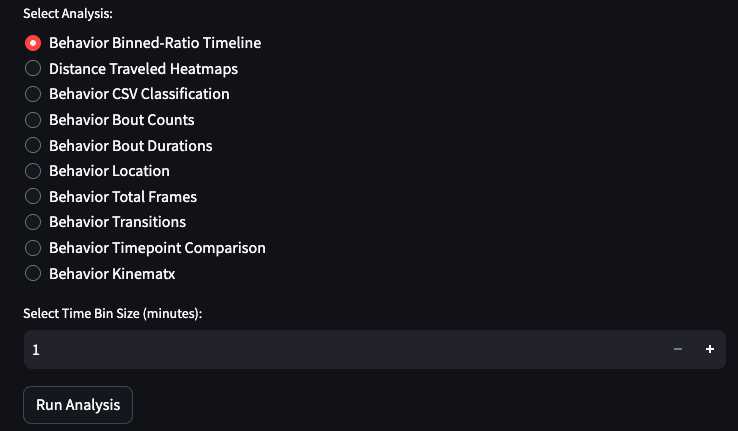 Select Analysis:
Behavior Binned-Ratio Timeline
Distance Traveled Heatmaps
Behavior CSV Classification
Behavior Bout Counts
Behavior Bout Durations
Behavior Location
Behavior Total Frames
Behavior Transitions
Behavior Timepoint Comparison
Behavior Kinematx
Select Time Bin Size (minutes):
1 − +
Run Analysis